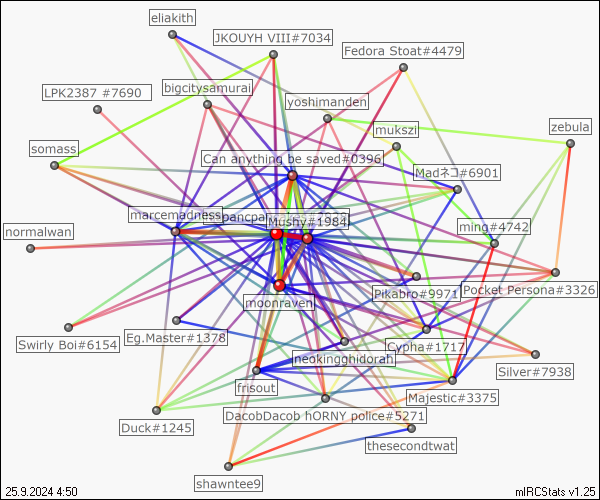 eliakith
JKOUYH VIII#7034
Fedora Stoat#4479
LPK2387 #7690
bigcitysamurai
yoshimanden
mukszi
zebula
somass
Can anything be saved#0396
Madネコ#6901
marcemadness
Mushy#1984
ming#4742
normalwan
moonraven
Pikabro#9971
Pocket Persona#3326
Swirly Boi#6154
Eg.Master#1378
neokingghidorah
Cypha#1717
Silver#7938
frisout
Majestic#3375
Duck#1245
DacobDacob hORNY police#5271
thesecondtwat
shawntee9
25.9.2024 4:50
mIRCStats v1.25